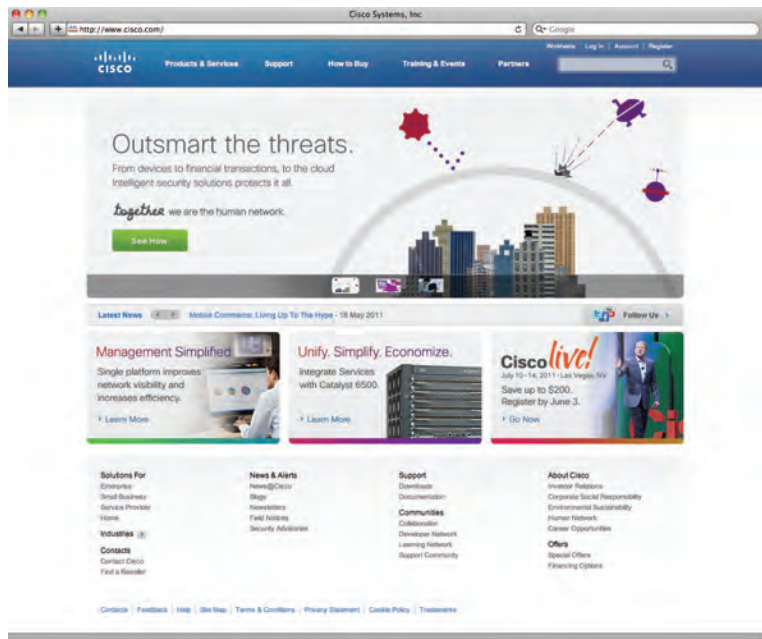 Cisco Systems, Inc
http://www.cisco.com/
Google
Worldwide Log In Account Register
CISCO
Products & Services Support How to Buy Training & Events Partners
Outsmart the threats.
From devices to financial transactions, to the cloud
Intelligent security solutions protects it all.
together we are the human network.
See How
Latest News Mobile Commerce: Living Up To The Hype - 18 May 2011 Follow Us
Management Simplified
Single platform improves
network visibility and
increases efficiency.
Learn More
Unify. Simplify. Economize.
Integrate Services
with Catalyst 6500.
Learn More
Cisco live!
July 10-14, 2011 • Las Vegas, NV
Save up to $200.
Register by June 3.
Go Now
Solutions For
Enterprise
Small Business
Service Provider
Home
Industries
Contacts
Contact Cisco
Find a Reseller
News & Alerts
News@Cisco
Blogs
Newsletters
Field Notices
Security Advisories
Support
Downloads
Documentation
Communities
Collaboration
Developer Network
Learning Network
Support Community
About Cisco
Investor Relations
Corporate Social Responsibility
Environmental Sustainability
Human Network
Career Opportunities
Offers
Special Offers
Financing Options
Contacts Feedback Help Site Map Terms & Conditions Privacy Statement Cookie Policy Trademarks